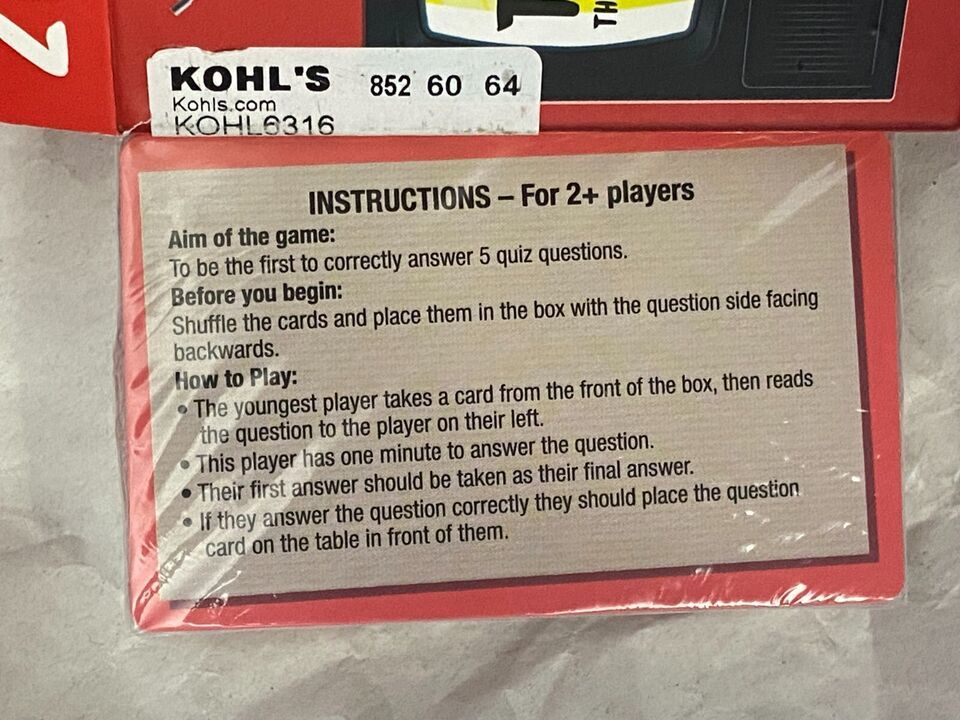 KOHL'S 852 60 64
Kohls.com
KOHL6316
INSTRUCTIONS – For 2+ players
Aim of the game:
To be the first to correctly answer 5 quiz questions.
Before you begin:
Shuffle the cards and place them in the box with the question side facing
backwards.
How to Play:
• The youngest player takes a card from the front of the box, then reads
the question to the player on their left.
• This player has one minute to answer the question.
• Their first answer should be taken as their final answer.
• If they answer the question correctly they should place the question
card on the table in front of them.